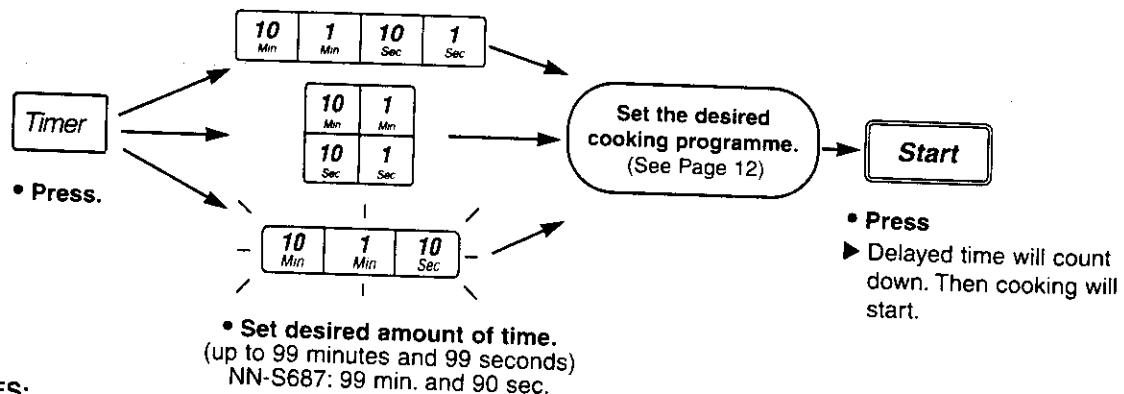 10 Min 1 Min 10 Sec 1 Sec
Timer
• Press.
10 Min 1 Min
10 Sec 1 Sec
10 Min 1 Min 10 Sec
• Set desired amount of time.
(up to 99 minutes and 99 seconds)
NN-S687: 99 min. and 90 sec.
Set the desired
cooking programme.
(See Page 12)
Start
• Press
▶ Delayed time will count
down. Then cooking will
start.